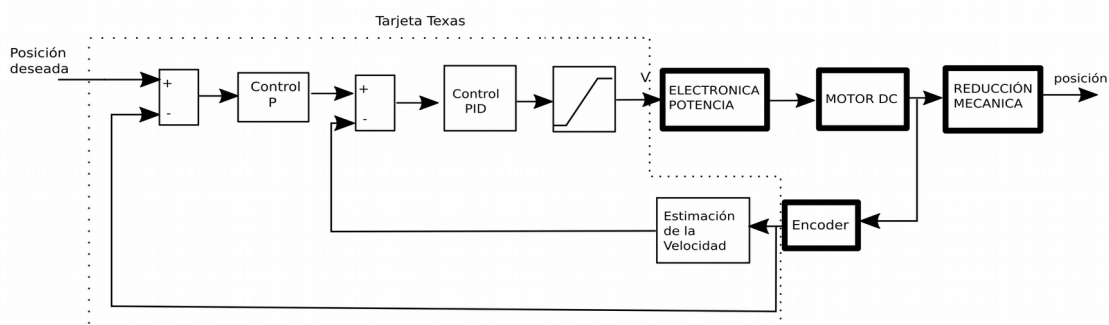 Tarjeta Texas
Posición
deseada
+
-
Control
P
+
-
Control
PID
V
ELECTRONICA
POTENCIA
MOTOR DC
REDUCCIÓN
MECANICA
posición
Estimación
de la
Velocidad
Encoder